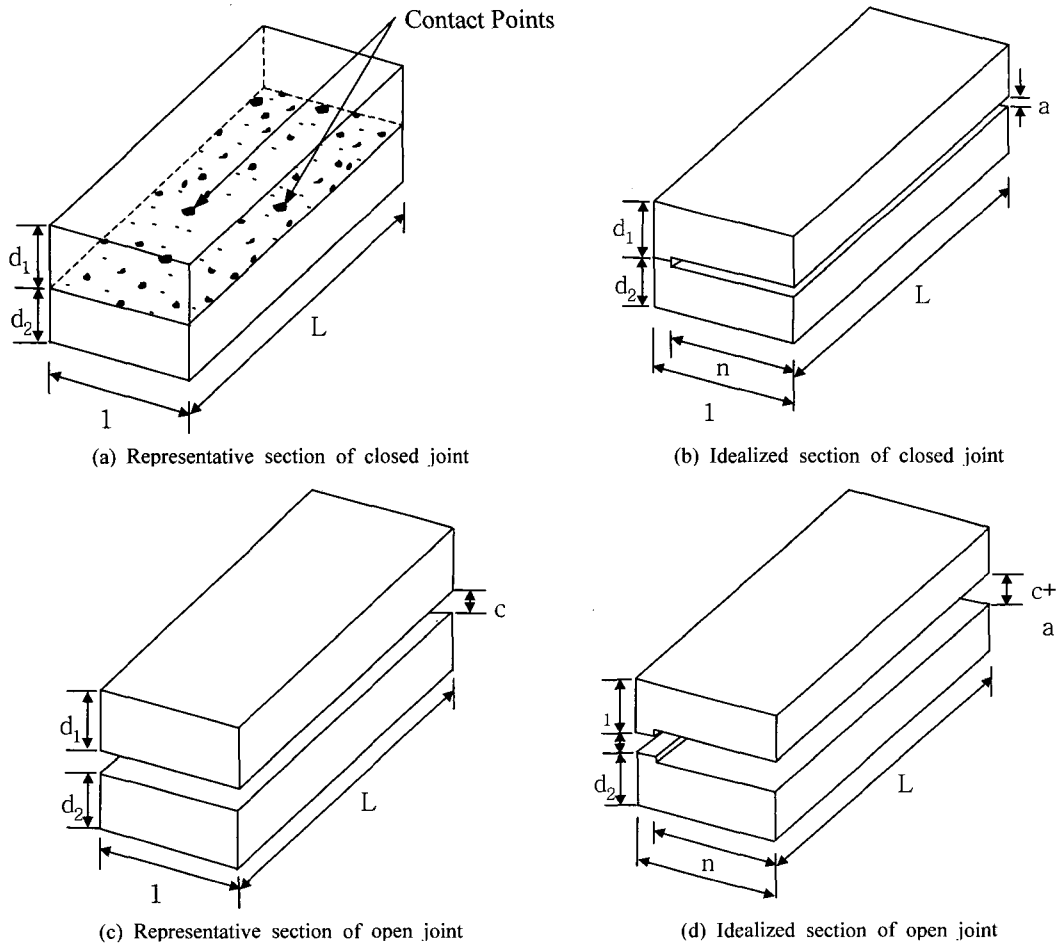 Contact Points
d1
d2
L
1
(a) Representative section of closed joint
a
d1
d2
L
n
1
(b) Idealized section of closed joint
c
d1
d2
L
1
(c) Representative section of open joint
c+
a
1
d2
L
n
(d) Idealized section of open joint